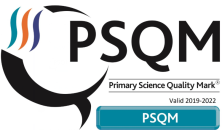 PSQM
Primary Science Quality Mark®
Valid 2019-2022
PSQM